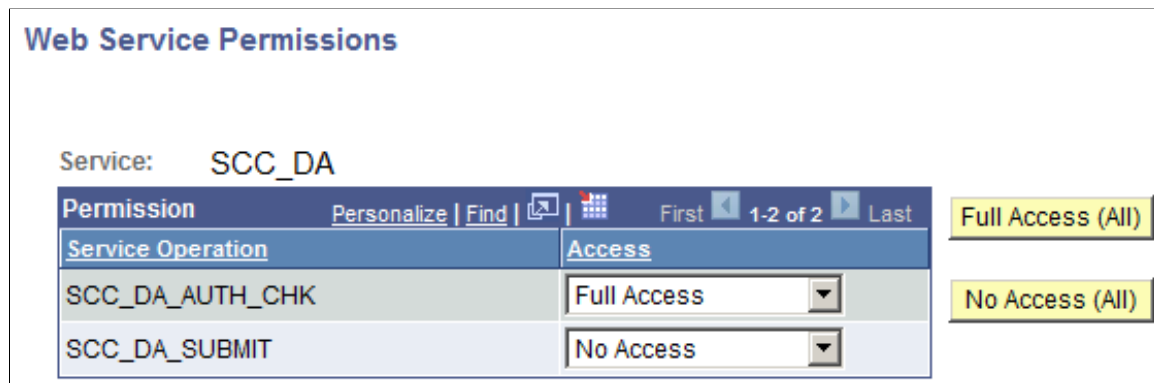 Web Service Permissions
Service: SCC_DA
Permission Personalize | Find | | First 1-2 of 2 Last
Full Access (All)
Service Operation Access
SCC_DA_AUTH_CHK Full Access
No Access (All)
SCC_DA_SUBMIT No Access